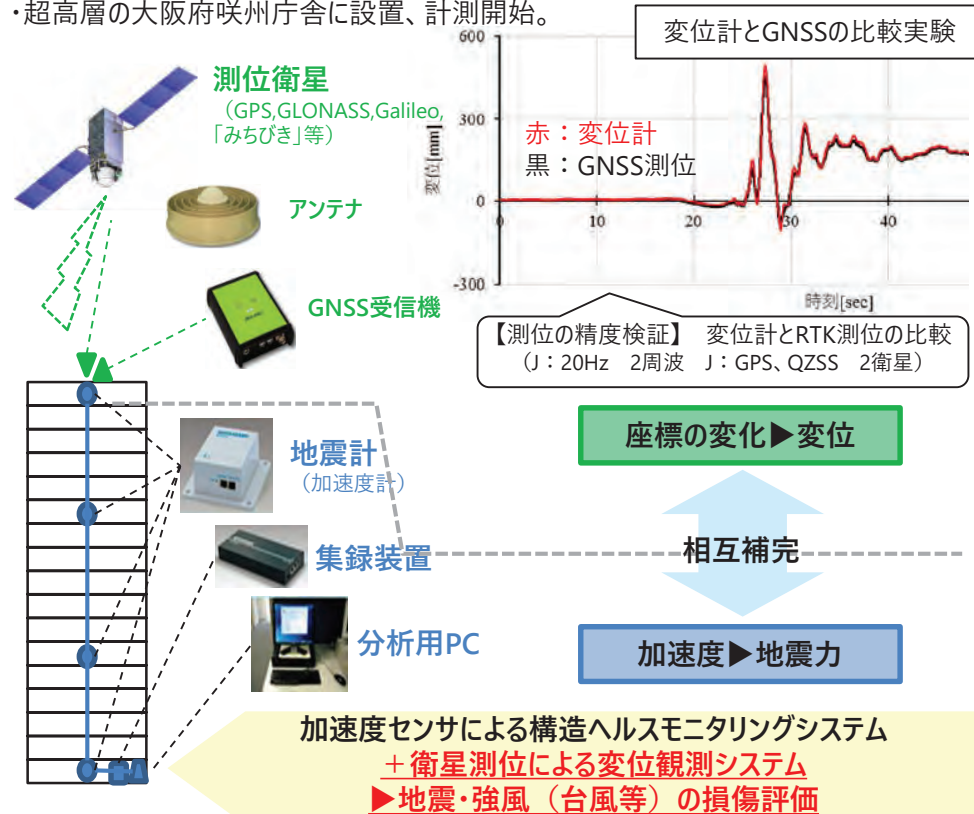 ・超高層の大阪府咲州庁舎に設置、計測開始。
変位計とGNSSの比較実験
測位衛星
（GPS,GLONASS,Galileo,
「みちびき」等）
アンテナ
GNSS受信機
600
300
0
-300
変位[mm]
赤：変位計
黒：GNSS測位
0
10
20
30
40
時刻[sec]
【測位の精度検証】　変位計とRTK測位の比較
（J：20Hz　2周波　J：GPS、QZSS　2衛星）
地震計
（加速度計）
集録装置
分析用PC
座標の変化▶変位
相互補完
加速度▶地震力
加速度センサによる構造ヘルスモニタリングシステム
＋衛星測位による変位観測システム
▶地震・強風（台風等）の損傷評価